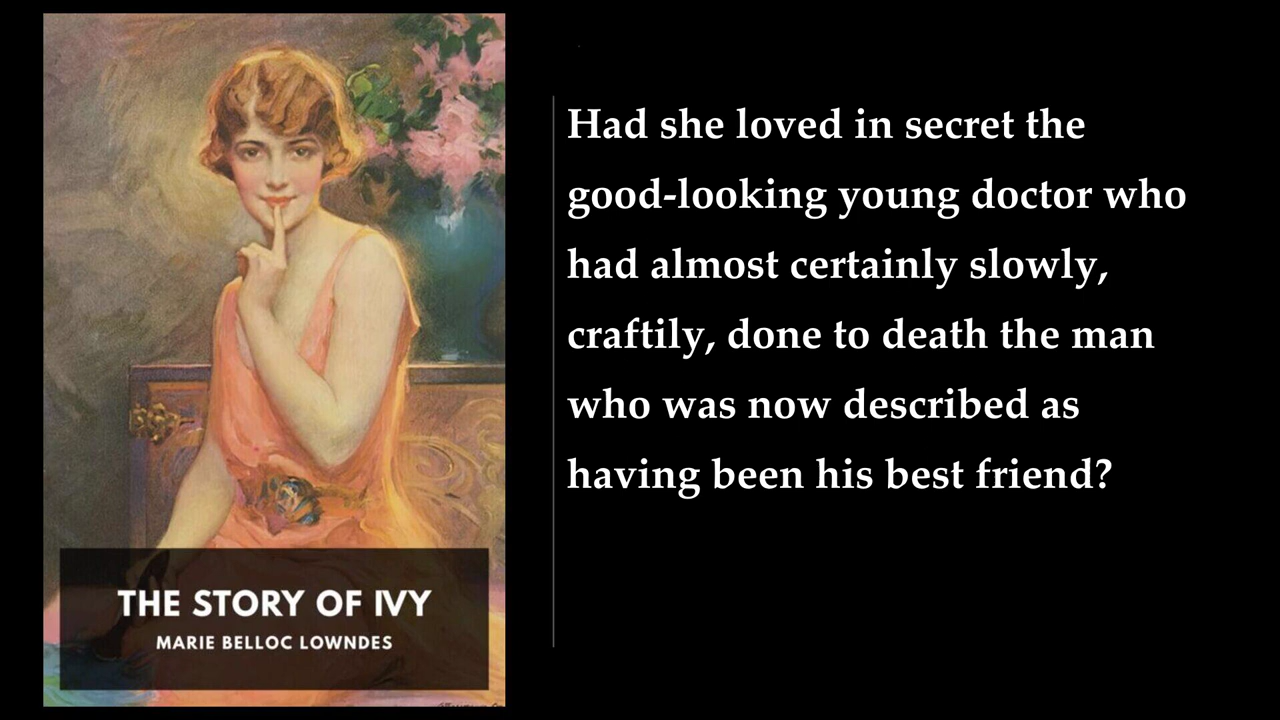 Had she loved in secret the
good-looking young doctor who
had almost certainly slowly,
craftily, done to death the man
who was now described as
having been his best friend?
THE STORY OF IVY
MARIE BELLOC LOWNDES